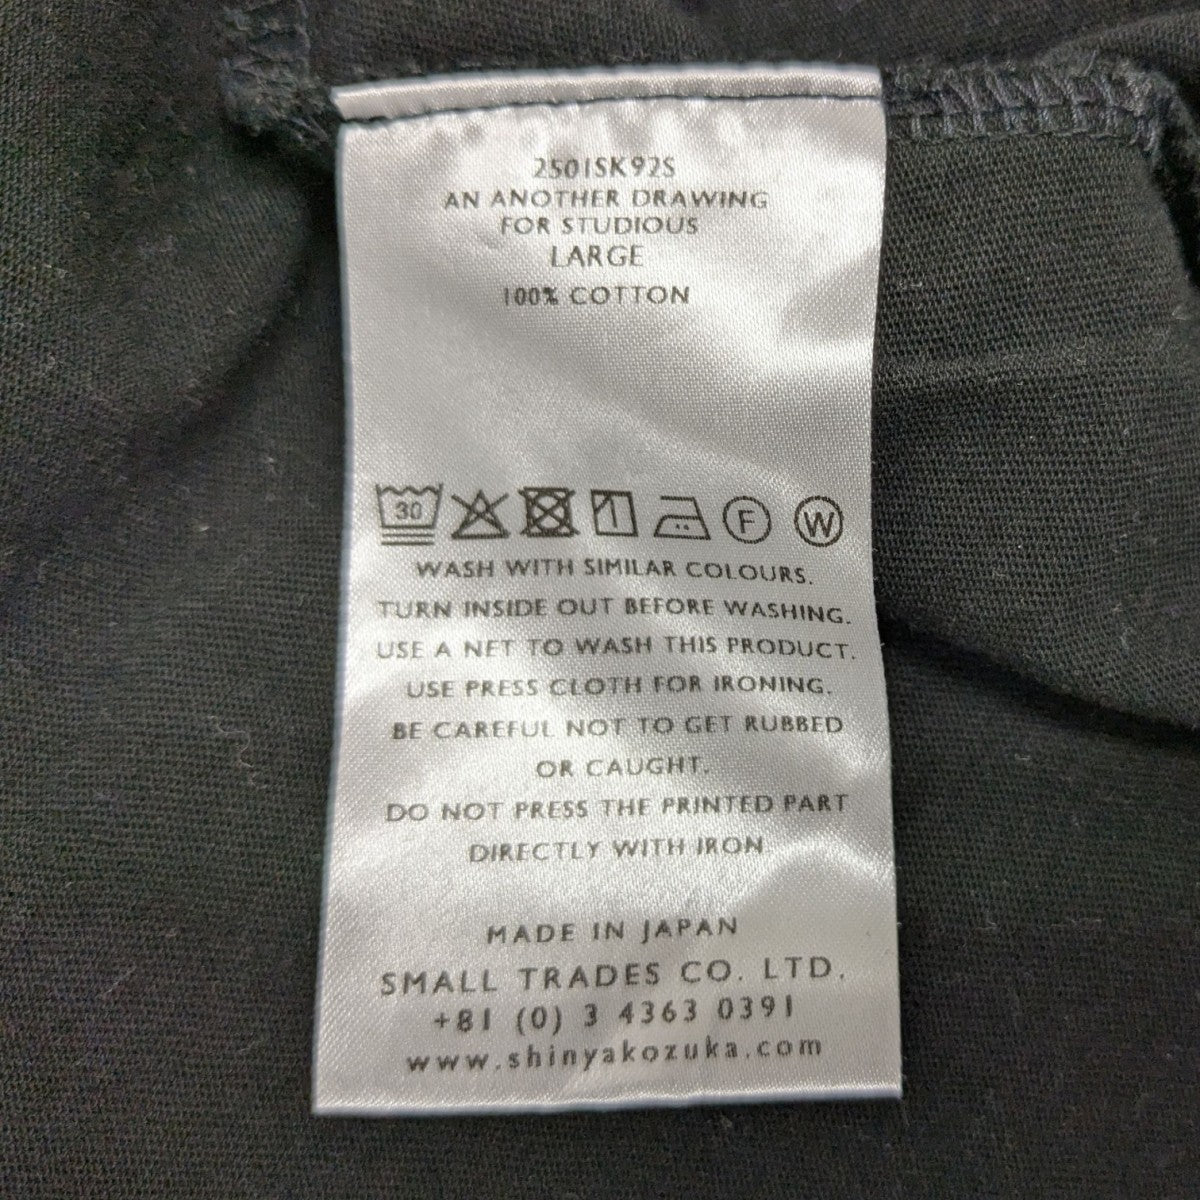 2501SK92S
AN ANOTHER DRAWING
FOR STUDIOUS
LARGE
100% COTTON
30 F W
WASH WITH SIMILAR COLOURS.
TURN INSIDE OUT BEFORE WASHING.
USE A NET TO WASH THIS PRODUCT.
USE PRESS CLOTH FOR IRONING.
BE CAREFUL NOT TO GET RUBBED
OR CAUGHT.
DO NOT PRESS THE PRINTED PART
DIRECTLY WITH IRON
MADE IN JAPAN
SMALL TRADES CO. LTD.
+81 (0) 3 4363 0391
www.shinyakozuka.com